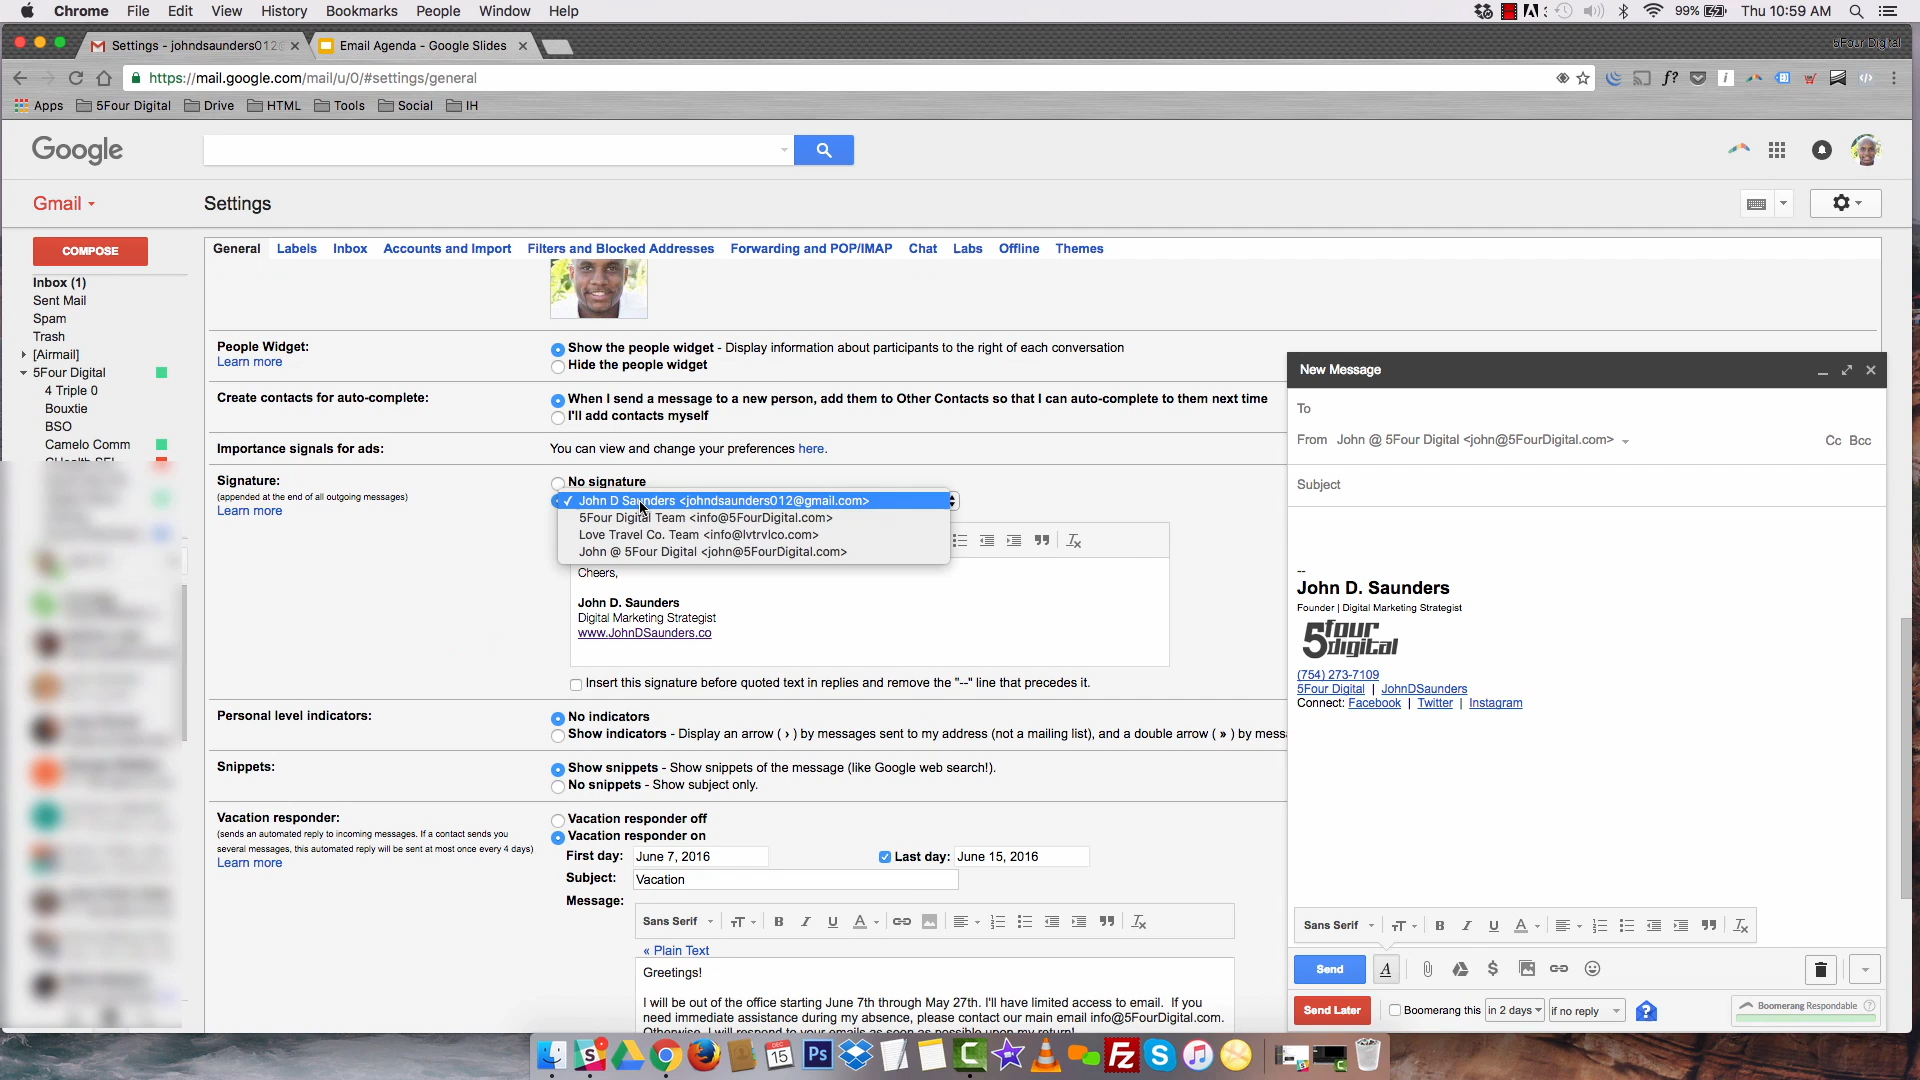 Chrome File Edit View History Bookmarks People Window Help
99% Thu 10:59 AM
Settings - johndsaunders012
Email Agenda - Google Slides
5Four Digital
https://mail.google.com/mail/u/0/#settings/general
Apps 5Four Digital Drive HTML Tools Social IH
Google
Gmail
Settings
COMPOSE
General Labels Inbox Accounts and Import Filters and Blocked Addresses Forwarding and POP/IMAP Chat Labs Offline Themes
Inbox (1)
Sent Mail
Spam
Trash
[Airmail]
5Four Digital
4 Triple 0
Bouxtie
BSO
Camelo Comm
People Widget:
Learn more
Show the people widget - Display information about participants to the right of each conversation
Hide the people widget
Create contacts for auto-complete:
When I send a message to a new person, add them to Other Contacts so that I can auto-complete to them next time
I'll add contacts myself
Importance signals for ads:
You can view and change your preferences here.
Signature:
(appended at the end of all outgoing messages)
Learn more
No signature
✓ John D Saunders <johndsaunders012@gmail.com>
5Four Digital Team <info@5FourDigital.com>
Love Travel Co. Team <info@lvtrvlco.com>
John @ 5Four Digital <john@5FourDigital.com>
Cheers,
John D. Saunders
Digital Marketing Strategist
www.JohnDSaunders.co
Insert this signature before quoted text in replies and remove the "--" line that precedes it.
Personal level indicators:
No indicators
Show indicators - Display an arrow ( › ) by messages sent to my address (not a mailing list), and a double arrow ( » ) by mess
Snippets:
Show snippets - Show snippets of the message (like Google web search!).
No snippets - Show subject only.
Vacation responder:
(sends an automated reply to incoming messages. If a contact sends you
several messages, this automated reply will be sent at most once every 4 days)
Learn more
Vacation responder off
Vacation responder on
First day: June 7, 2016
Last day: June 15, 2016
Subject: Vacation
Message:
Sans Serif
« Plain Text
Greetings!
I will be out of the office starting June 7th through May 27th. I'll have limited access to email. If you
need immediate assistance during my absence, please contact our main email info@5FourDigital.com.
Otherwise, I will respond to your emails as soon as possible upon my return!
New Message
To
From John @ 5Four Digital <john@5FourDigital.com>
Cc Bcc
Subject
--
John D. Saunders
Founder | Digital Marketing Strategist
5four digital
(754) 273-7109
5Four Digital | JohnDSaunders
Connect: Facebook | Twitter | Instagram
Sans Serif
Send
Send Later
Boomerang this in 2 days if no reply
Boomerang Respondable
DEC 15
Ps
Fz